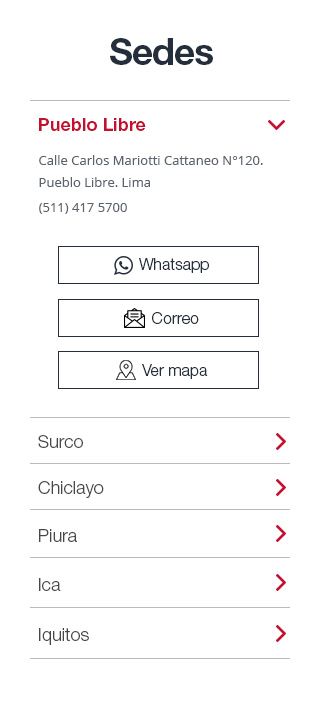 Sedes
Pueblo Libre
Calle Carlos Mariotti Cattaneo N°120.
Pueblo Libre. Lima
(511) 417 5700
Whatsapp
Correo
Ver mapa
Surco
Chiclayo
Piura
Ica
Iquitos